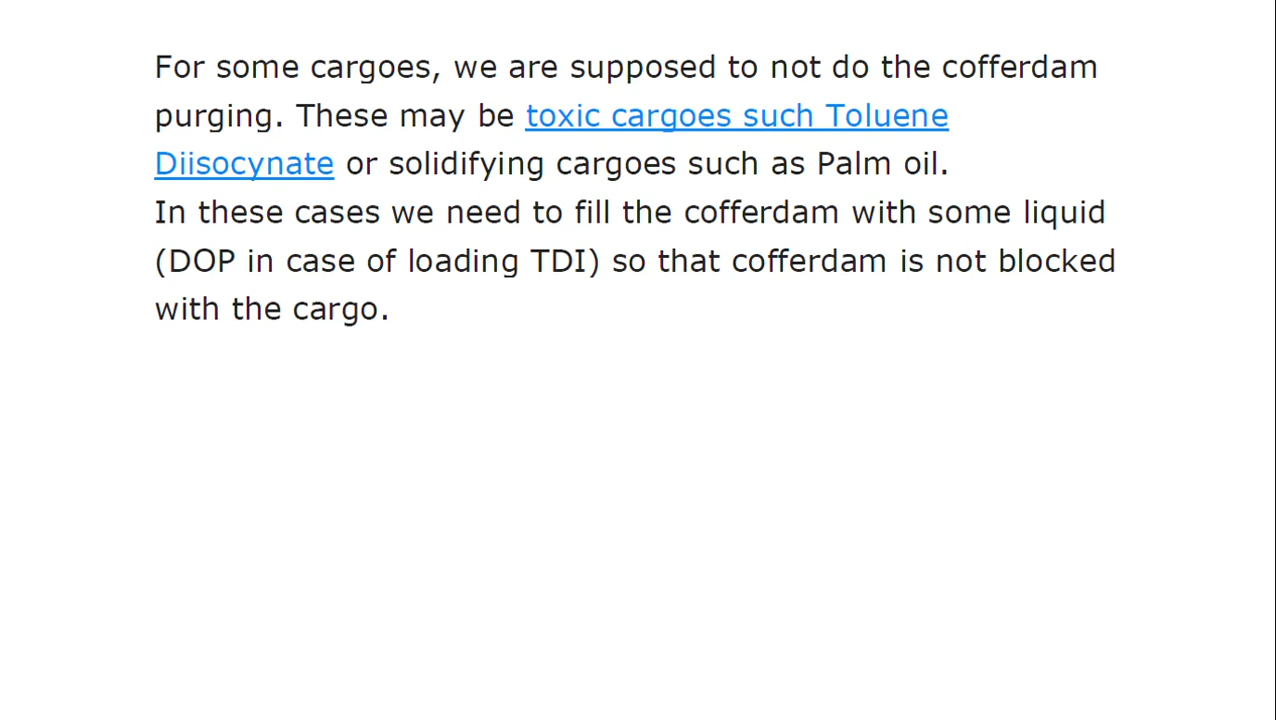 For some cargoes, we are supposed to not do the cofferdam
purging. These may be toxic cargoes such Toluene
Diisocynate or solidifying cargoes such as Palm oil.
In these cases we need to fill the cofferdam with some liquid
(DOP in case of loading TDI) so that cofferdam is not blocked
with the cargo.